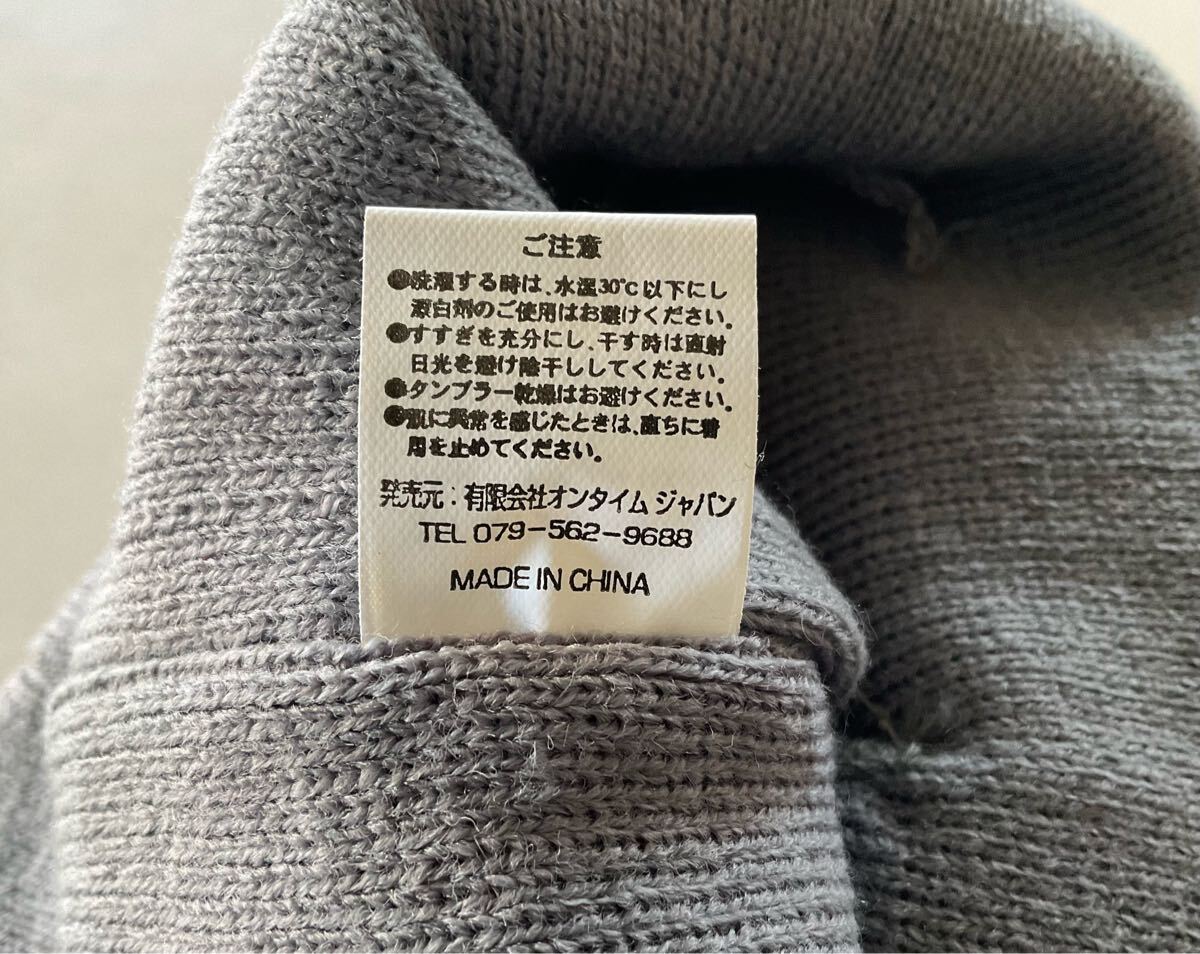 ご注意
●洗濯する時は、水温30℃以下にし
漂白剤のご使用はお避けください。
●すすぎを充分にし、干す時は直射
日光を避け陰干ししてください。
●タンブラー乾燥はお避けください。
●肌に異常を感じたときは、直ちに着
用を止めてください。
発売元:有限会社オンタイム ジャパン
TEL 079-562-9688
MADE IN CHINA